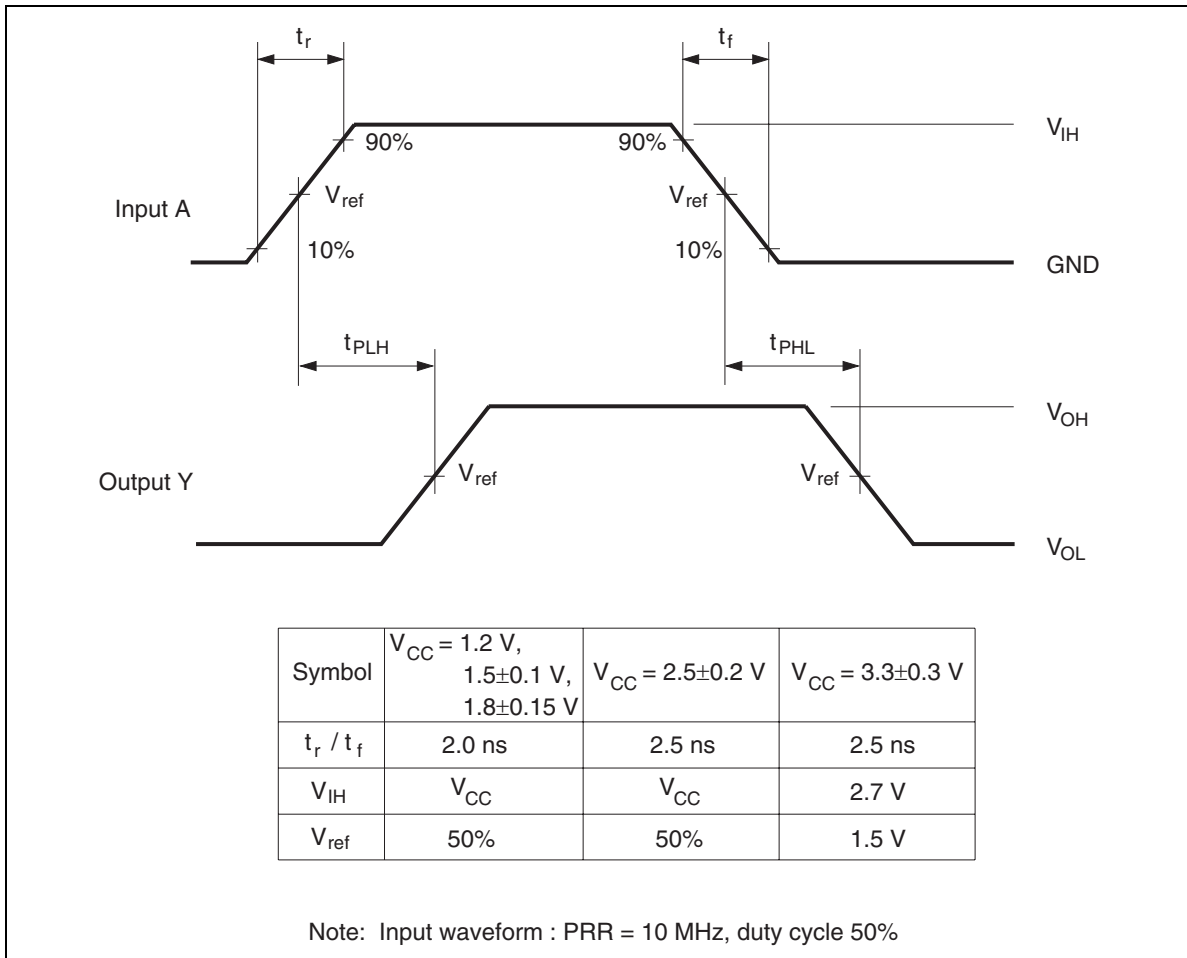 tr tf
VIH
90% 90%
Input A Vref Vref
10% 10%
GND
tPLH tPHL
VOH
Output Y Vref Vref
VOL
Symbol VCC = 1.2 V, 1.5±0.1 V, 1.8±0.15 V VCC = 2.5±0.2 V VCC = 3.3±0.3 V
tr / tf 2.0 ns 2.5 ns 2.5 ns
VIH VCC VCC 2.7 V
Vref 50% 50% 1.5 V
Note: Input waveform : PRR = 10 MHz, duty cycle 50%